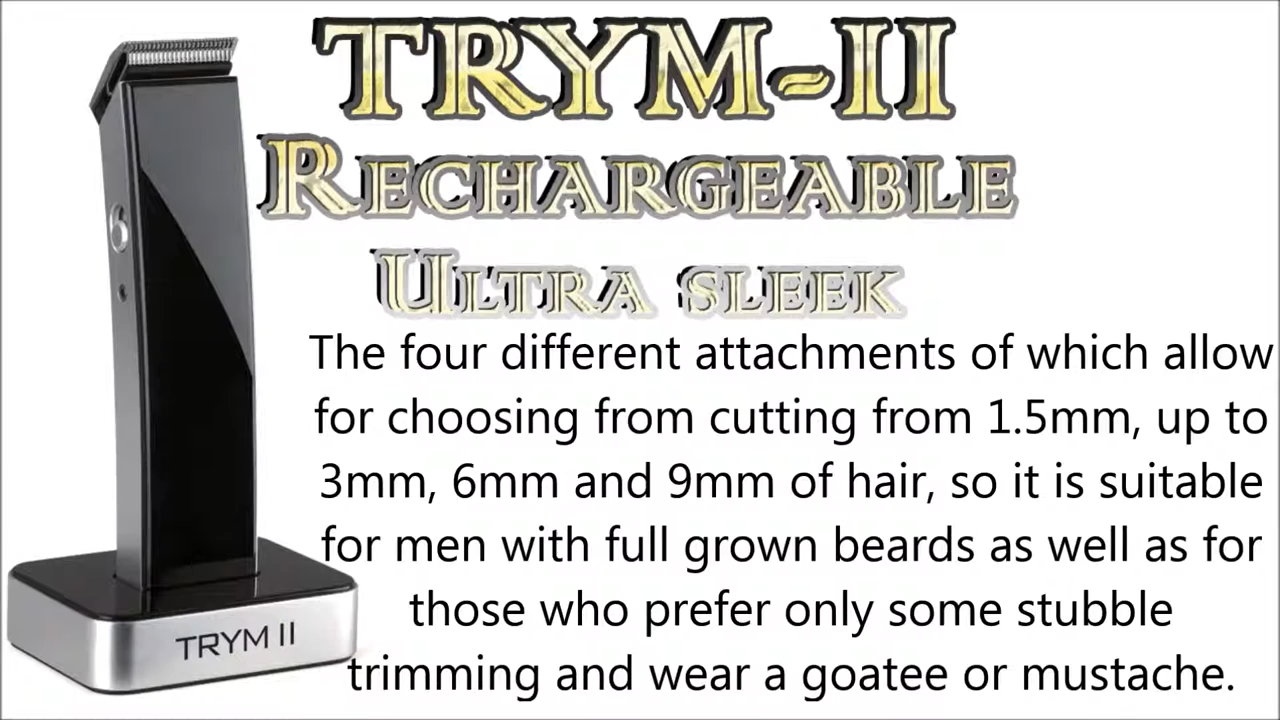 TRYM-II
RECHARGEABLE
ULTRA SLEEK
The four different attachments of which allow
for choosing from cutting from 1.5mm, up to
3mm, 6mm and 9mm of hair, so it is suitable
for men with full grown beards as well as for
those who prefer only some stubble
trimming and wear a goatee or mustache.
TRYM II